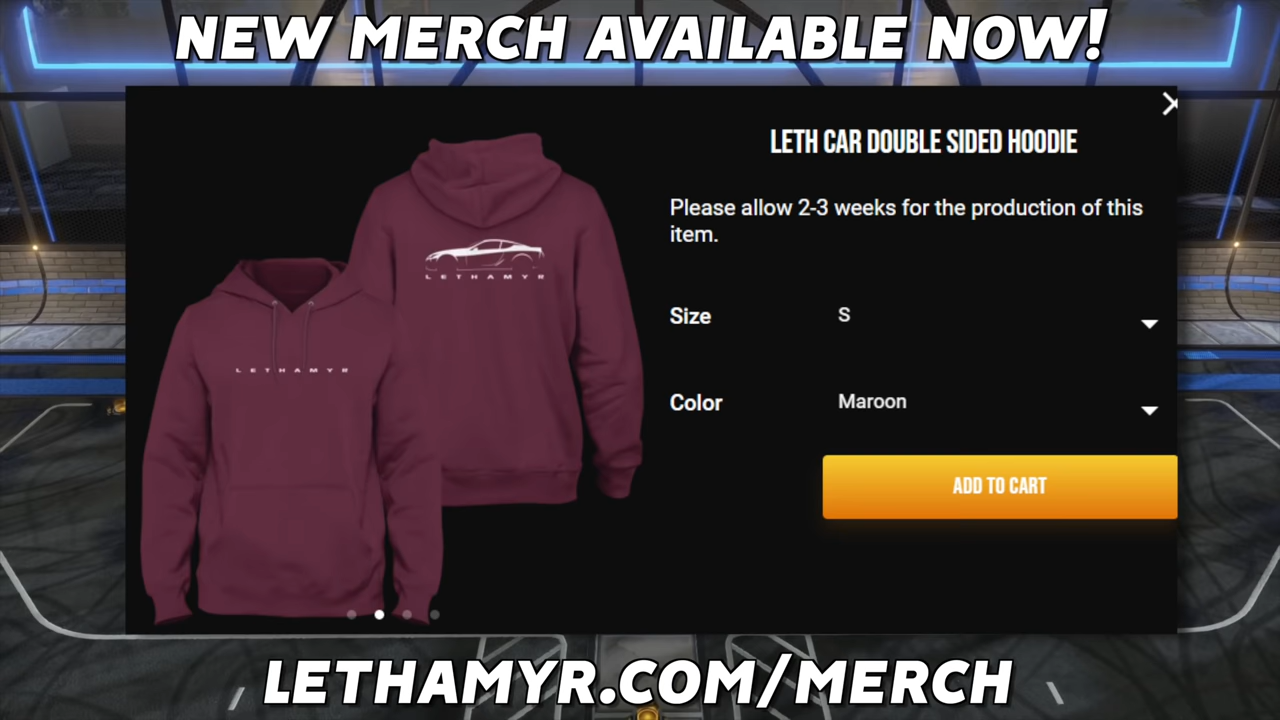 NEW MERCH AVAILABLE NOW!
LETH CAR DOUBLE SIDED HOODIE
Please allow 2-3 weeks for the production of this
item.
Size
S
Color
Maroon
ADD TO CART
LETHAMYR
LETHAMYR
LETHAMYR.COM/MERCH